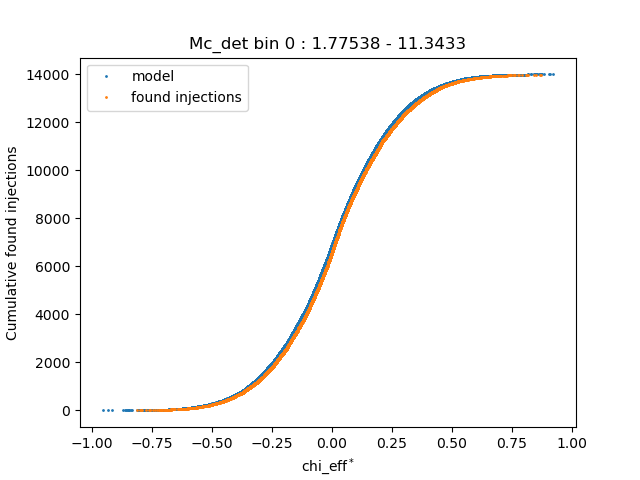 Mc_det bin 0 : 1.77538 - 11.3433
model
found injections
Cumulative found injections
14000
12000
10000
8000
6000
4000
2000
0
−1.00 −0.75 −0.50 −0.25 0.00 0.25 0.50 0.75 1.00
chi_eff*